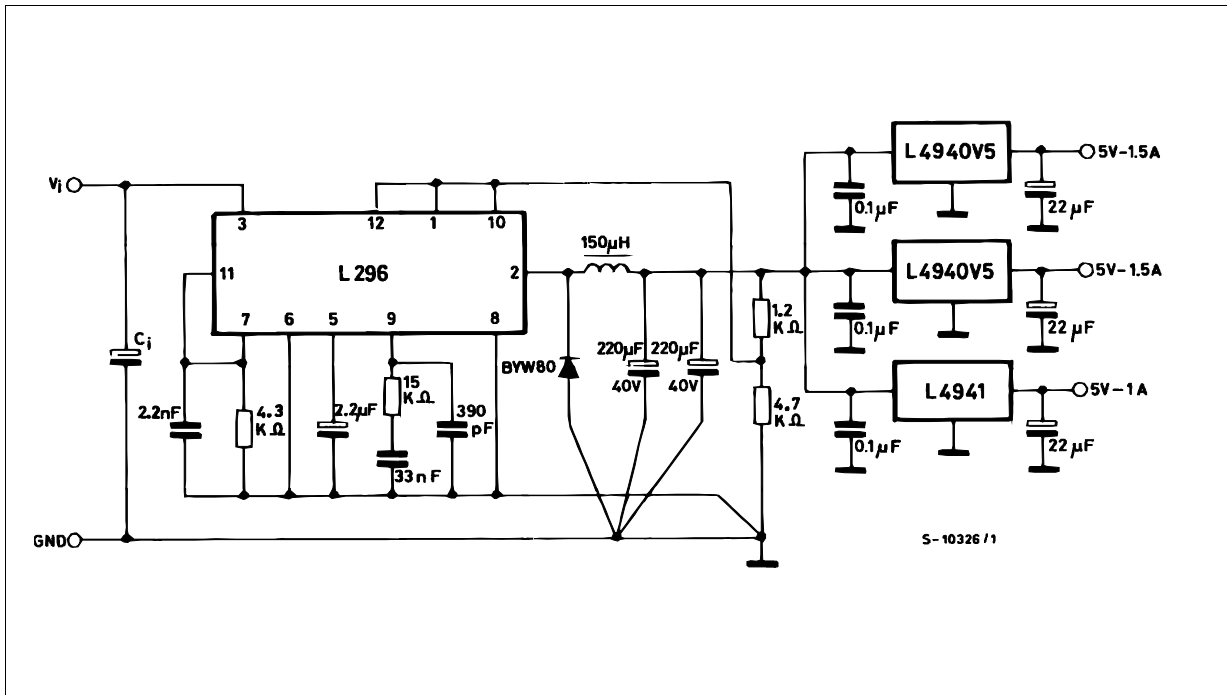 Vi
GND
Ci
3
12
1
10
11
L296
2
7
6
5
9
8
2.2nF
4.3
KΩ
2.2µF
15
KΩ
33nF
390
pF
150µH
BYW80
220µF
40V
220µF
40V
1.2
KΩ
4.7
KΩ
L4940V5
0.1µF
22µF
5V-1.5A
L4940V5
0.1µF
22µF
5V-1.5A
L4941
0.1µF
22µF
5V-1A
S-10326/1